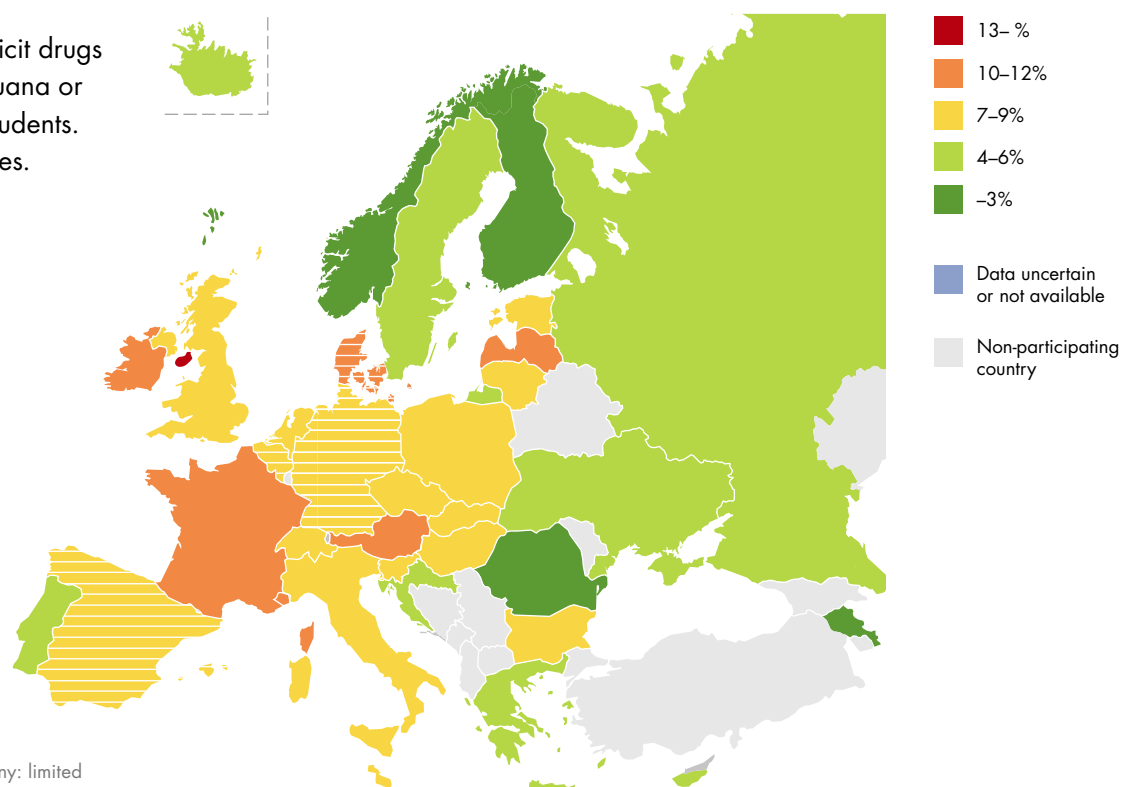 icit drugs
uana or
udents.
es.
13– %
10–12%
7–9%
4–6%
–3%
Data uncertain
or not available
Non-participating
country
ny: limited